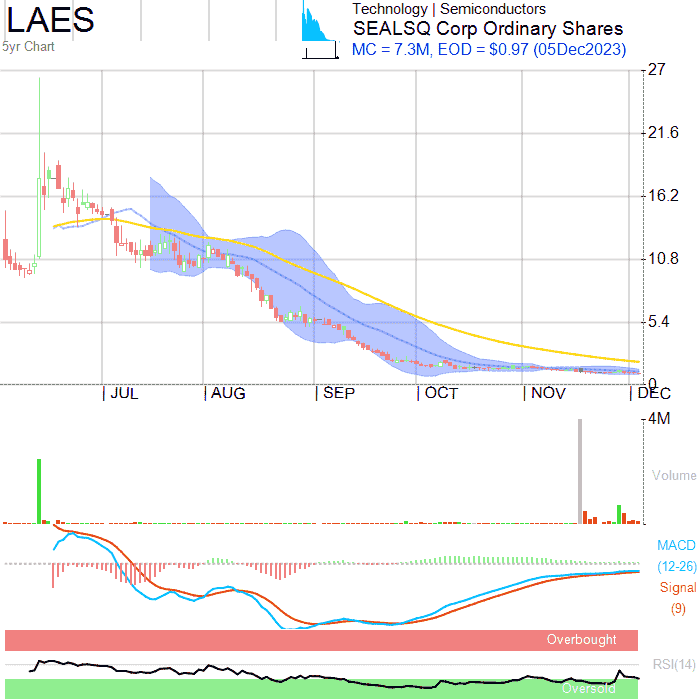 LAES
5yr Chart
Technology | Semiconductors
SEALSQ Corp Ordinary Shares
MC = 7.3M, EOD = $0.97 (05Dec2023)
27
21.6
16.2
10.8
5.4
0
JUL AUG SEP OCT NOV DEC
4M
Volume
MACD
(12-26)
Signal
(9)
Overbought
RSI(14)
Oversold